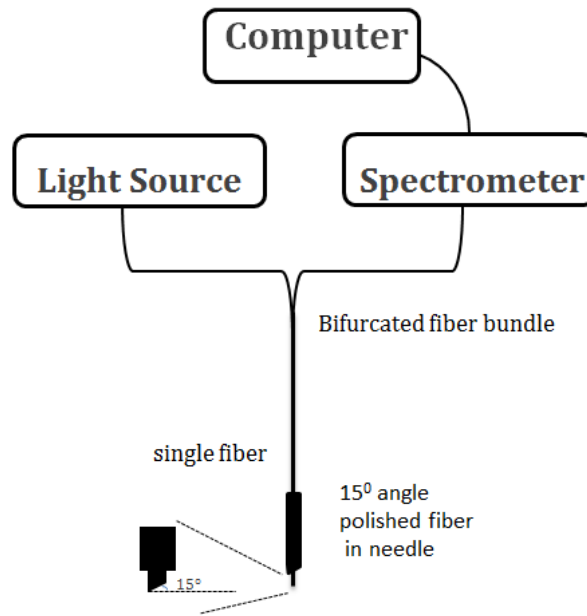 Computer
Light Source
Spectrometer
Bifurcated fiber bundle
single fiber
15⁰ angle
polished fiber
in needle
15°